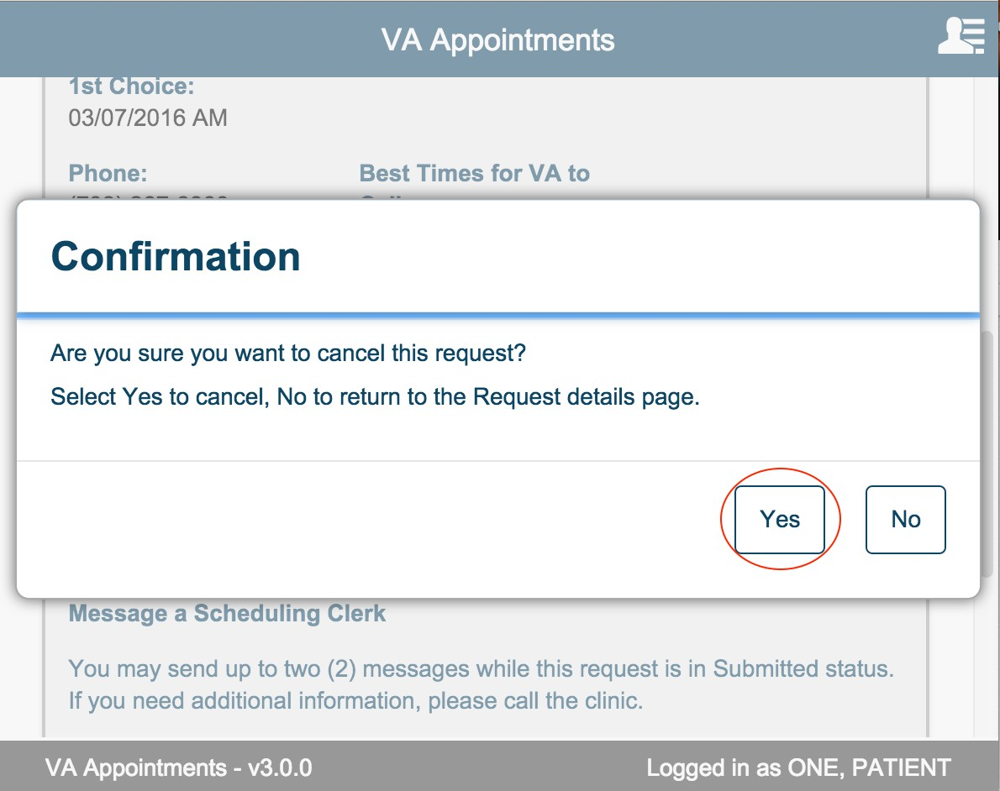 VA Appointments
1st Choice:
03/07/2016 AM
Phone:
Best Times for VA to
Confirmation
Are you sure you want to cancel this request?
Select Yes to cancel, No to return to the Request details page.
Yes
No
Message a Scheduling Clerk
You may send up to two (2) messages while this request is in Submitted status.
If you need additional information, please call the clinic.
VA Appointments - v3.0.0
Logged in as ONE, PATIENT